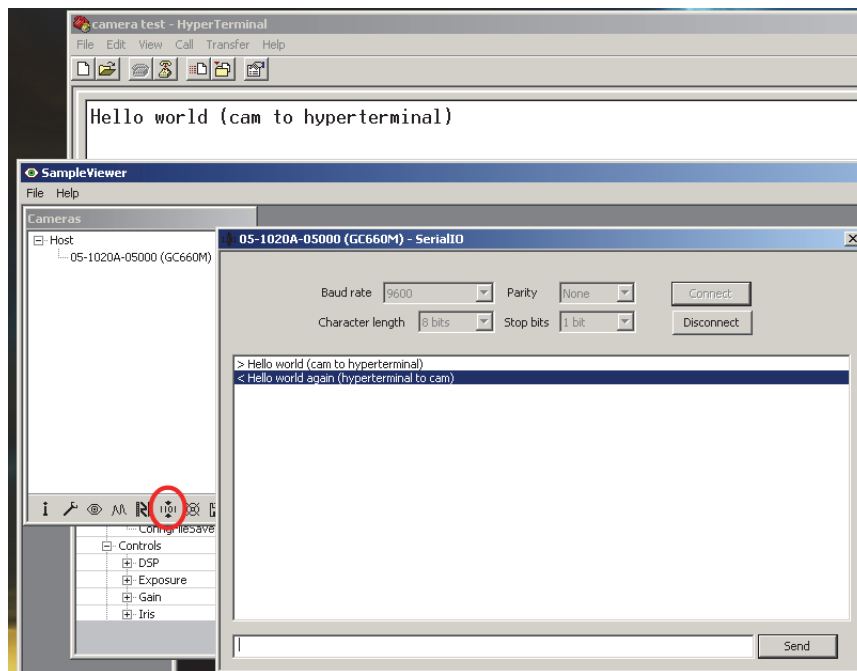 camera test - HyperTerminal
File Edit View Call Transfer Help
Hello world (cam to hyperterminal)
SampleViewer
File Help
Cameras
Host
05-1020A-05000 (GC660M)
05-1020A-05000 (GC660M) - SerialIO
Baud rate 9600 Parity None Connect
Character length 8 bits Stop bits 1 bit Disconnect
> Hello world (cam to hyperterminal)
< Hello world again (hyperterminal to cam)
ConfigFileSave
Controls
DSP
Exposure
Gain
Iris
Send